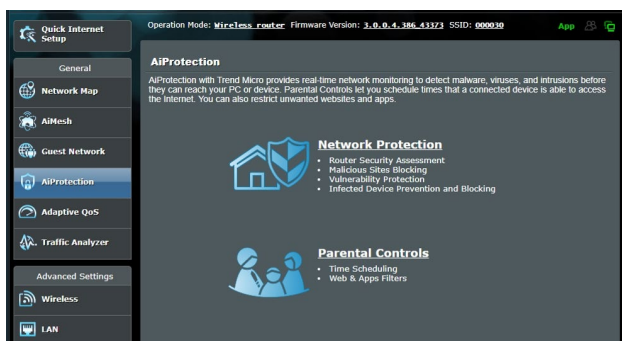 Quick Internet
Setup
Operation Mode: Wireless router Firmware Version: 3.0.0.4.386_43373 SSID: 000030
App
General
Network Map
AiMesh
Guest Network
AiProtection
Adaptive QoS
Traffic Analyzer
Advanced Settings
Wireless
LAN
AiProtection
AiProtection with Trend Micro provides real-time network monitoring to detect malware, viruses, and intrusions before
they can reach your PC or device. Parental Controls let you schedule times that a connected device is able to access
the Internet. You can also restrict unwanted websites and apps.
Network Protection
• Router Security Assessment
• Malicious Sites Blocking
• Vulnerability Protection
• Infected Device Prevention and Blocking
Parental Controls
• Time Scheduling
• Web & Apps Filters